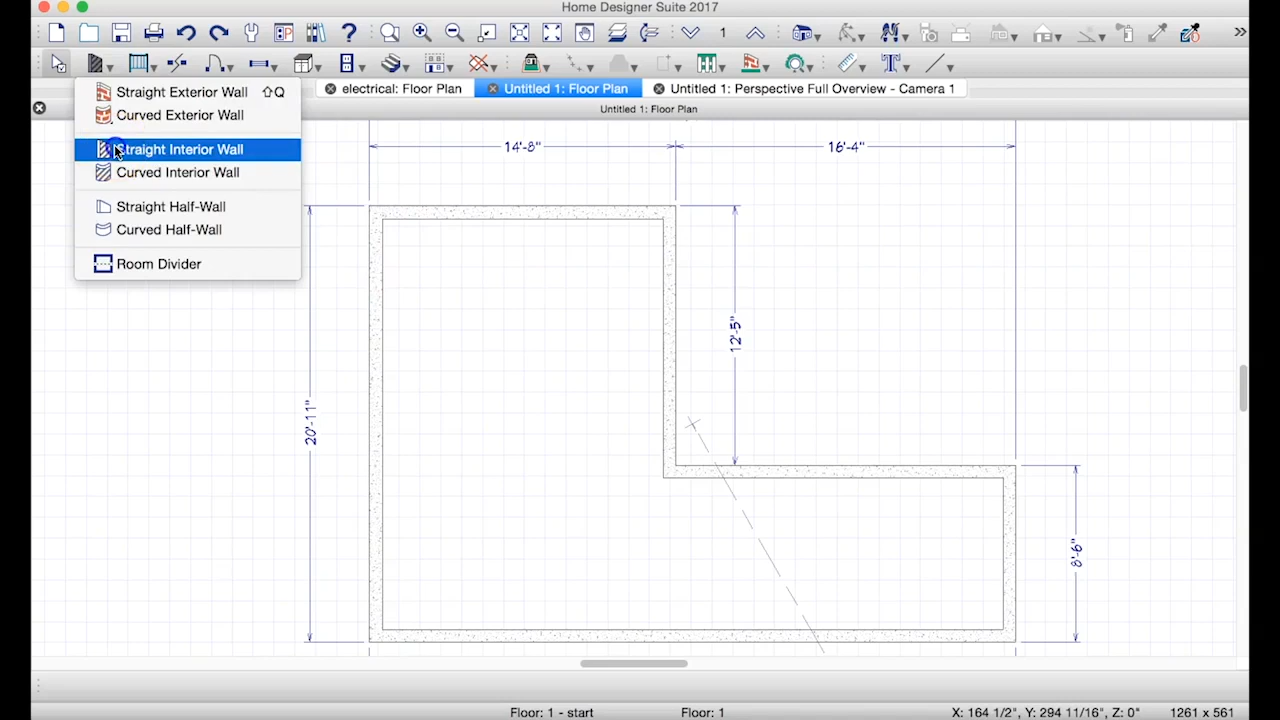 Home Designer Suite 2017
1
Straight Exterior Wall ⇧Q
Curved Exterior Wall
Straight Interior Wall
Curved Interior Wall
Straight Half-Wall
Curved Half-Wall
Room Divider
electrical: Floor Plan
Untitled 1: Floor Plan
Untitled 1: Perspective Full Overview - Camera 1
Untitled 1: Floor Plan
14'-8"
16'-4"
12'-5"
20'-11"
8'-6"
Floor: 1 - start
Floor: 1
X: 164 1/2", Y: 294 11/16", Z: 0"
1261 x 561